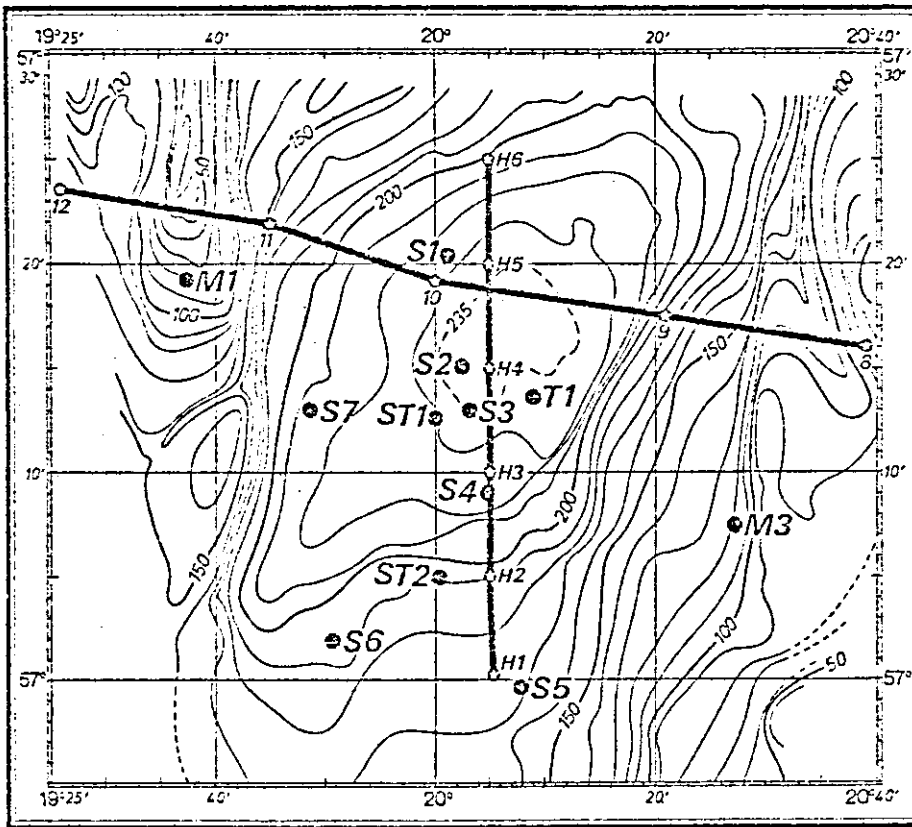 19°25' 40' 20° 20' 20°40'
57° 57°
30' 30'
100 150 100
50
200 H6
12
11
20' S1 H5 20'
M1 10
100 235 9 150 8
S2 H4
S7 ST1 S3 T1
10' H3 10'
S4 200 M3
150 ST2 H2
S6 100
57° H1 S5 50 57°
150
19°25' 40' 20° 20' 20°40'